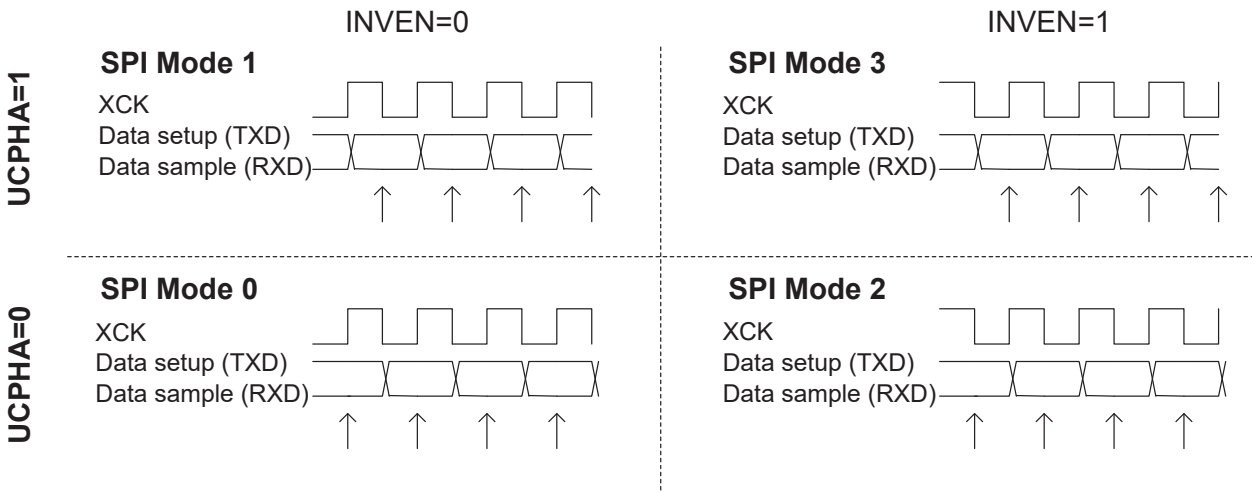 INVEN=0
INVEN=1
UCPHA=1
SPI Mode 1
XCK
Data setup (TXD)
Data sample (RXD)
SPI Mode 3
XCK
Data setup (TXD)
Data sample (RXD)
UCPHA=0
SPI Mode 0
XCK
Data setup (TXD)
Data sample (RXD)
SPI Mode 2
XCK
Data setup (TXD)
Data sample (RXD)